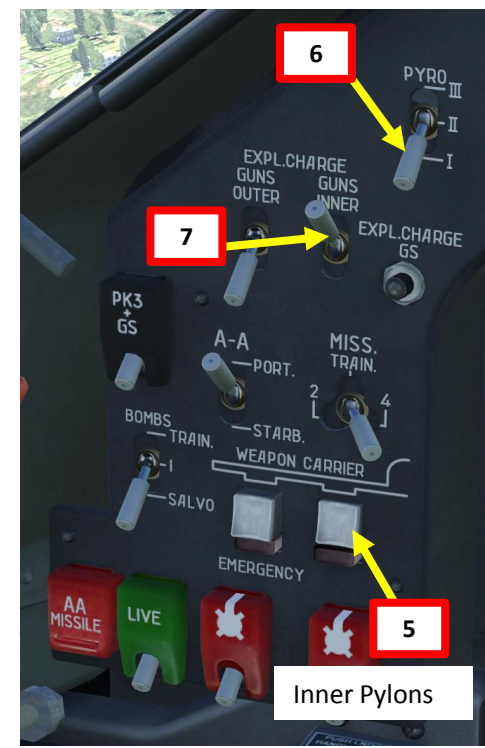 6
PYRO
III
II
I
EXPL.CHARGE
GUNS
OUTER
GUNS
INNER
7
EXPL.CHARGE
GS
PK3
+
GS
A-A
PORT.
STARB.
MISS.
TRAIN.
2
4
BOMBS
TRAIN.
I
SALVO
WEAPON CARRIER
EMERGENCY
AA
MISSILE
LIVE
5
Inner Pylons